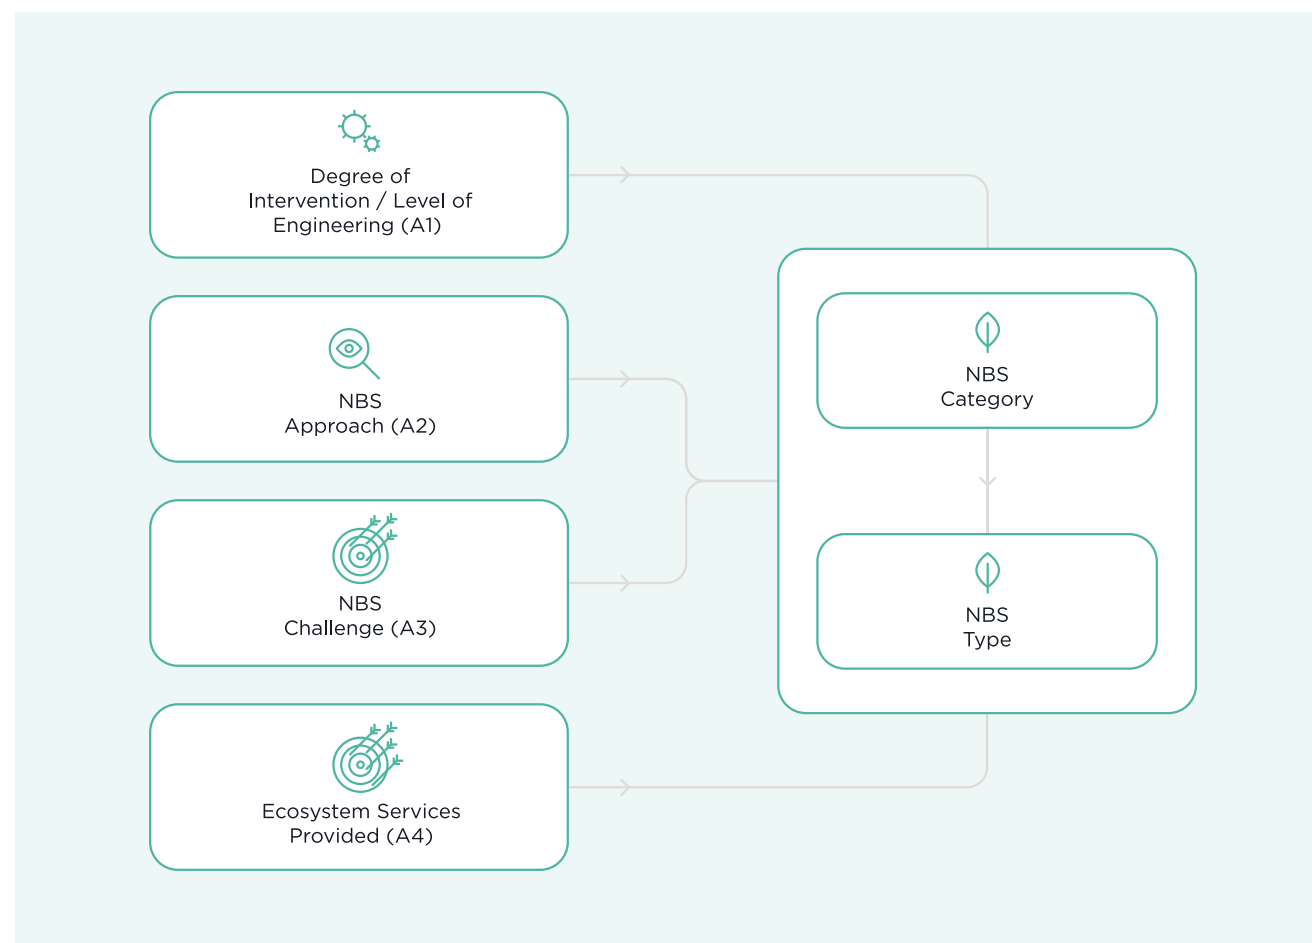 Degree of
Intervention / Level of
Engineering (A1)
NBS
Approach (A2)
NBS
Challenge (A3)
Ecosystem Services
Provided (A4)
NBS
Category
NBS
Type